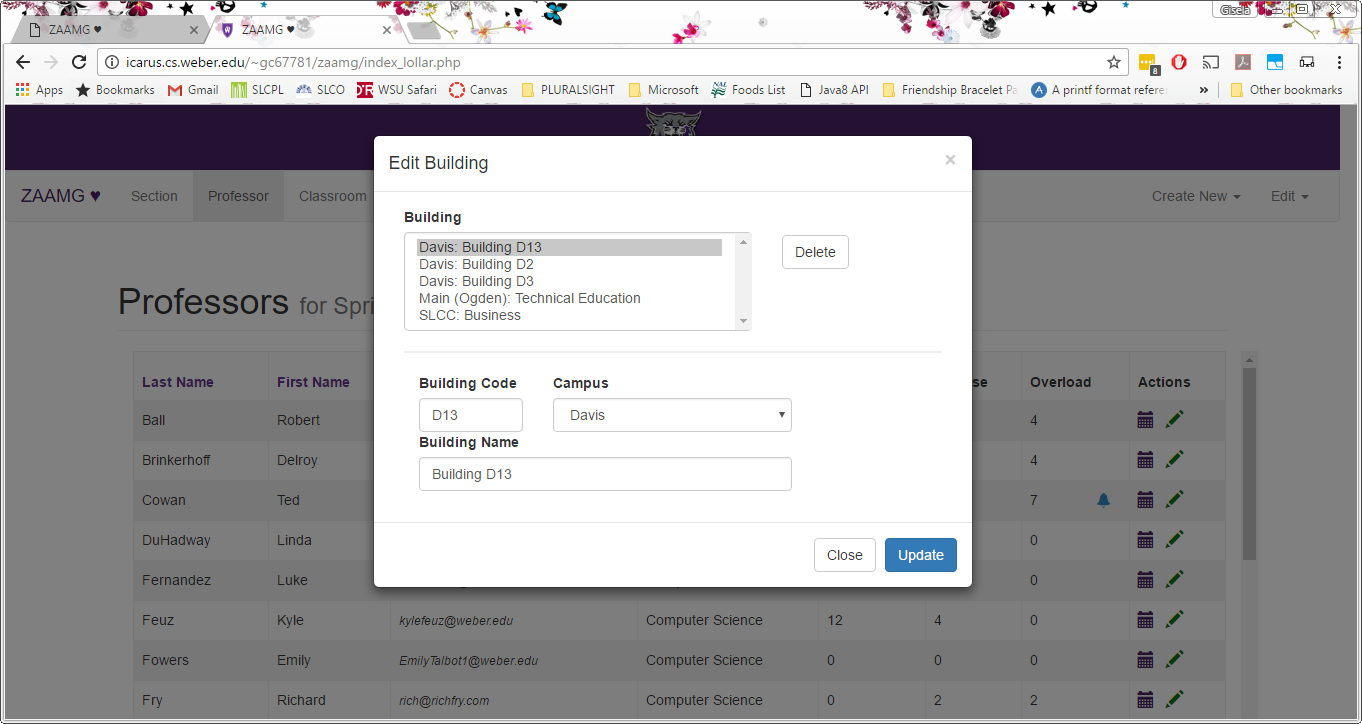 Gisela
ZAAMG ♥
ZAAMG ♥
icarus.cs.weber.edu/~gc67781/zaamg/index_lollar.php
8
Apps Bookmarks Gmail SLCPL SLCO WSU Safari Canvas PLURALSIGHT Microsoft Foods List Java8 API Friendship Bracelet Pa A printf format refere » Other bookmarks
Edit Building ×
ZAAMG ♥ Section Professor Classroom Create New Edit
Building
Davis: Building D13
Davis: Building D2
Davis: Building D3
Main (Ogden): Technical Education
SLCC: Business
Delete
Professors for Spri
Building Code Campus
D13 Davis
Building Name
Building D13
Close Update
Last Name First Name se Overload Actions
Ball Robert 4
Brinkerhoff Delroy 4
Cowan Ted 7
DuHadway Linda 0
Fernandez Luke 0
Feuz Kyle kylefeuz@weber.edu Computer Science 12 4 0
Fowers Emily EmilyTalbot1@weber.edu Computer Science 0 0 0
Fry Richard rich@richfry.com Computer Science 0 2 2